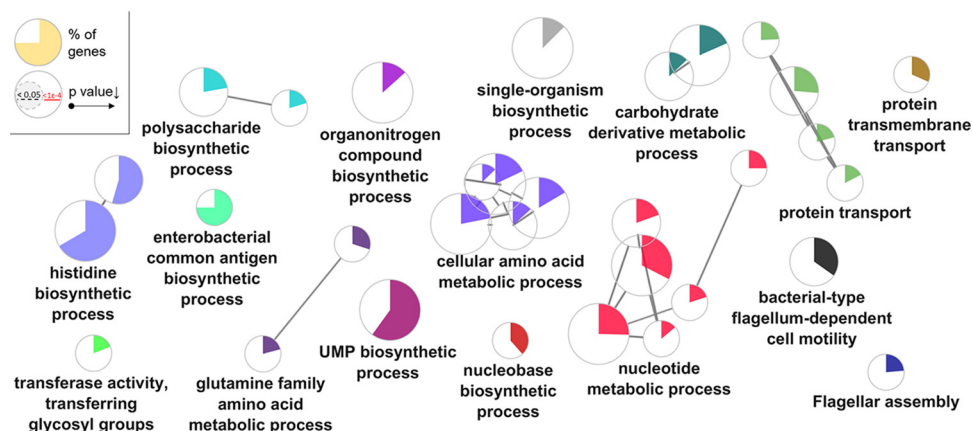 % of
genes
< 0,05
<1e-4
p value↓
polysaccharide
biosynthetic
process
organonitrogen
compound
biosynthetic
process
single-organism
biosynthetic
process
carbohydrate
derivative metabolic
process
protein
transmembrane
transport
histidine
biosynthetic
process
enterobacterial
common antigen
biosynthetic
process
cellular amino acid
metabolic process
protein transport
bacterial-type
flagellum-dependent
cell motility
transferase activity,
transferring
glycosyl groups
glutamine family
amino acid
metabolic process
UMP biosynthetic
process
nucleobase
biosynthetic
process
nucleotide
metabolic process
Flagellar assembly